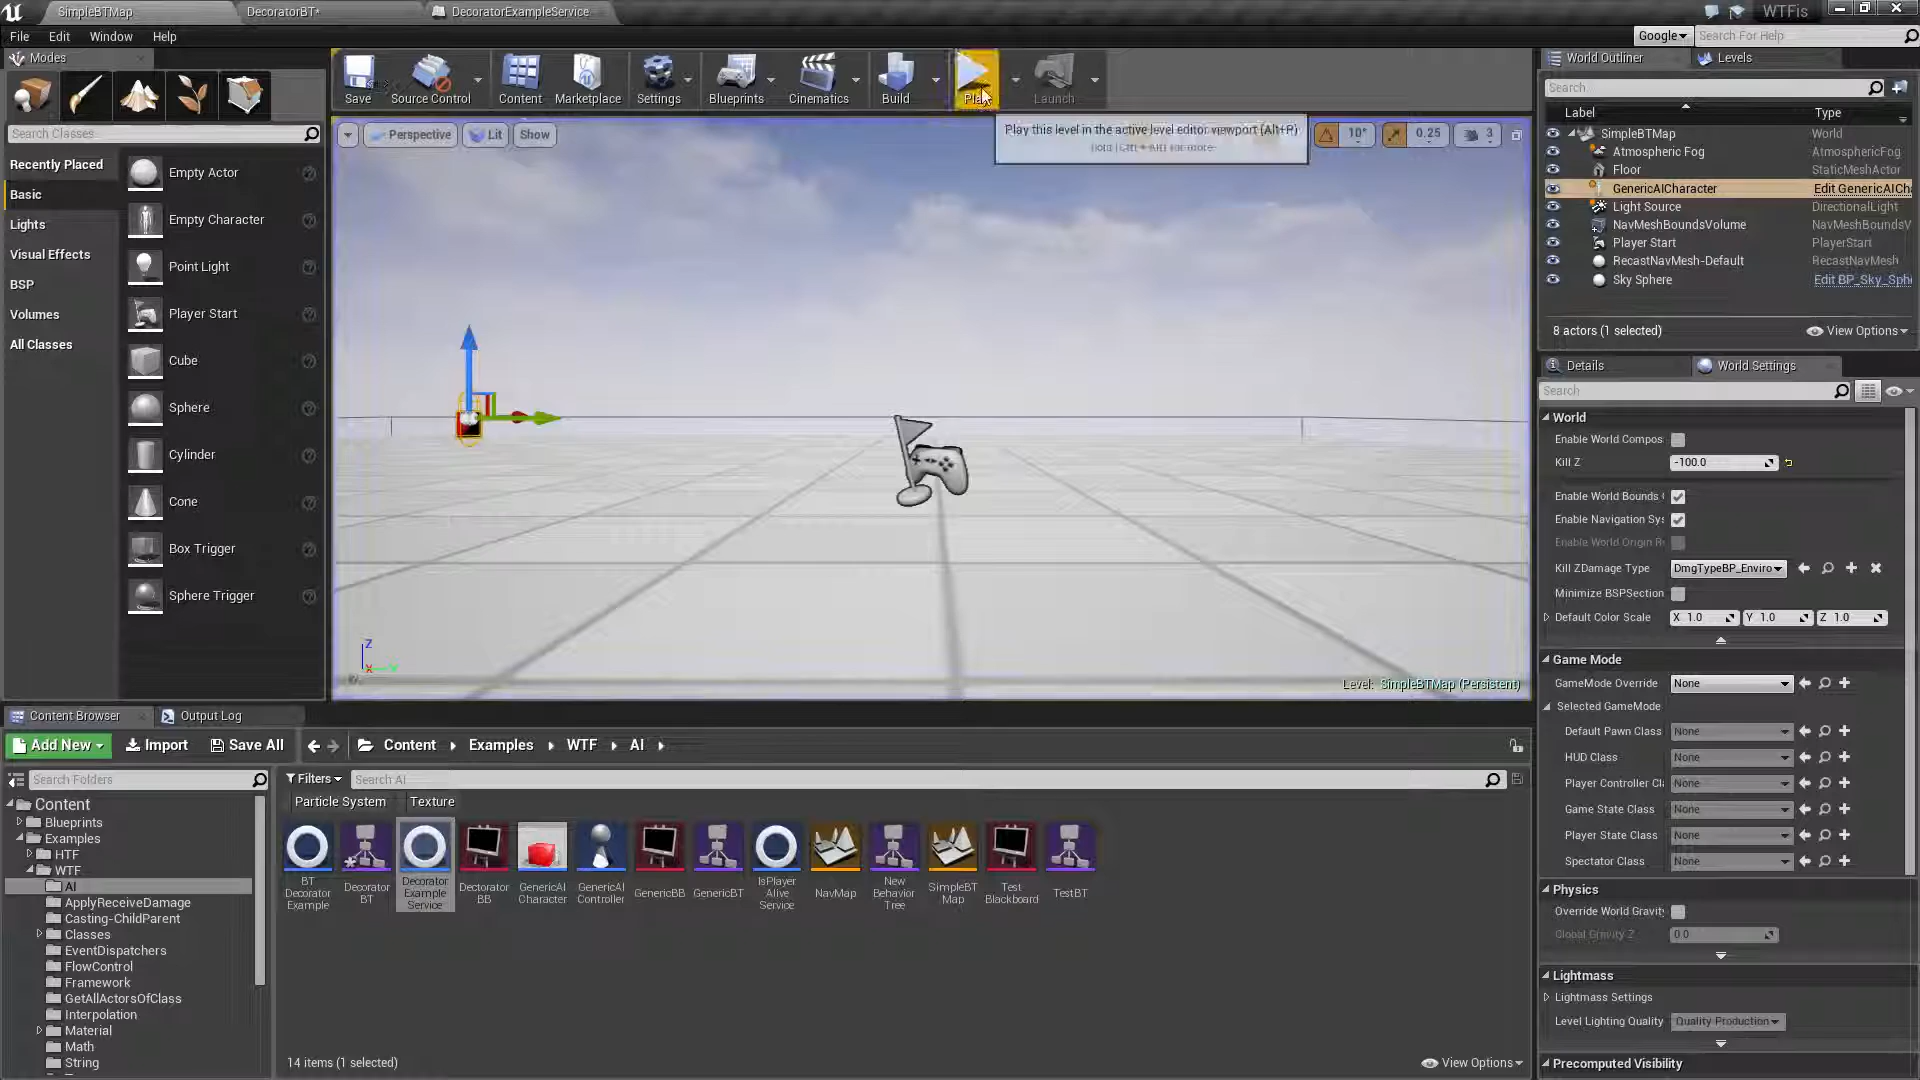 SimpleBTMap
DecoratorBT*
DecoratorExampleService
WTFis
File
Edit
Window
Help
Google
Search For Help
Modes
Search Classes
Recently Placed
Basic
Lights
Visual Effects
BSP
Volumes
All Classes
Empty Actor
Empty Character
Point Light
Player Start
Cube
Sphere
Cylinder
Cone
Box Trigger
Sphere Trigger
Save
Source Control
Content
Marketplace
Settings
Blueprints
Cinematics
Build
Play
Launch
Play this level in the active level editor viewport (Alt+P)
hold (Ctrl + Alt) for more
Perspective
Lit
Show
10°
0.25
3
Z
X
Y
Level: SimpleBTMap (Persistent)
World Outliner
Levels
Search
Label
Type
SimpleBTMap
World
Atmospheric Fog
AtmosphericFog
Floor
StaticMeshActor
GenericAICharacter
Edit GenericAICh
Light Source
DirectionalLight
NavMeshBoundsVolume
NavMeshBoundsV
Player Start
PlayerStart
RecastNavMesh-Default
RecastNavMesh
Sky Sphere
Edit BP_Sky_Sph
8 actors (1 selected)
View Options
Details
World Settings
Search
World
Enable World Compos
Kill Z
-100.0
Enable World Bounds
Enable Navigation Sys
Enable World Origin R
Kill ZDamage Type
DmgTypeBP_Enviro
Minimize BSPSection
Default Color Scale
X 1.0
Y 1.0
Z 1.0
Game Mode
GameMode Override
None
Selected GameMode
Default Pawn Class
None
HUD Class
None
Player Controller Cl
None
Game State Class
None
Player State Class
None
Spectator Class
None
Physics
Override World Gravit
Global Gravity Z
0.0
Lightmass
Lightmass Settings
Level Lighting Quality
Quality Production
Precomputed Visibility
Content Browser
Output Log
Add New
Import
Save All
Content
Examples
WTF
AI
Search Folders
Filters
Search AI
Particle System
Texture
Content
Blueprints
Examples
HTF
WTF
AI
ApplyReceiveDamage
Casting-ChildParent
Classes
EventDispatchers
FlowControl
Framework
GetAllActorsOfClass
Interpolation
Material
Math
String
BT Decorator Example
Decorator BT
Decorator Example Service
Dectorator BB
GenericAI Character
GenericAI Controller
GenericBB
GenericBT
IsPlayer Alive Service
NavMap
New Behavior Tree
SimpleBT Map
Test Blackboard
TestBT
14 items (1 selected)
View Options